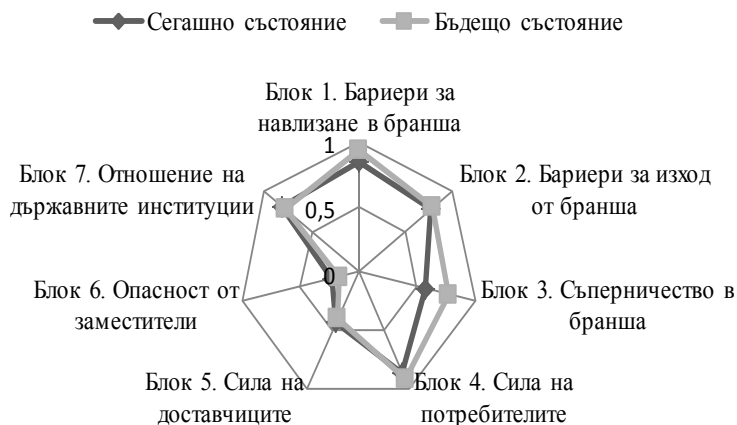 Сегашно състояние
Бъдещо състояние
Блок 1. Бариери за
навлизане в бранша
1
Блок 7. Отношение на
държавните институции
Блок 2. Бариери за изход
от бранша
0,5
Блок 6. Опасност от
заместители
0
Блок 3. Съперничество в
бранша
Блок 5. Сила на
доставчиците
Блок 4. Сила на
потребителите